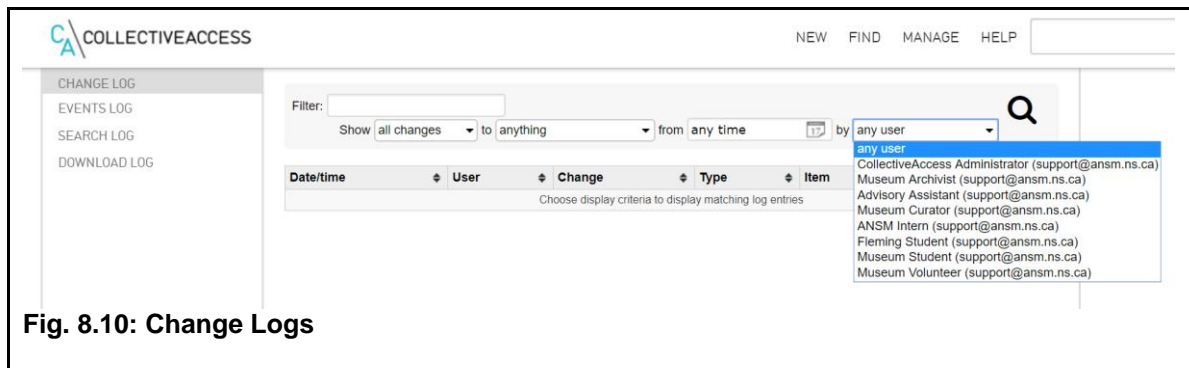 CA COLLECTIVEACCESS
NEW FIND MANAGE HELP
CHANGE LOG
EVENTS LOG
SEARCH LOG
DOWNLOAD LOG
Filter:
Show all changes to anything from any time 17 by any user
any user
CollectiveAccess Administrator (support@ansm.ns.ca)
Museum Archivist (support@ansm.ns.ca)
Advisory Assistant (support@ansm.ns.ca)
Museum Curator (support@ansm.ns.ca)
ANSM Intern (support@ansm.ns.ca)
Fleming Student (support@ansm.ns.ca)
Museum Student (support@ansm.ns.ca)
Museum Volunteer (support@ansm.ns.ca)
Date/time User Change Type Item
Choose display criteria to display matching log entries
Fig. 8.10: Change Logs